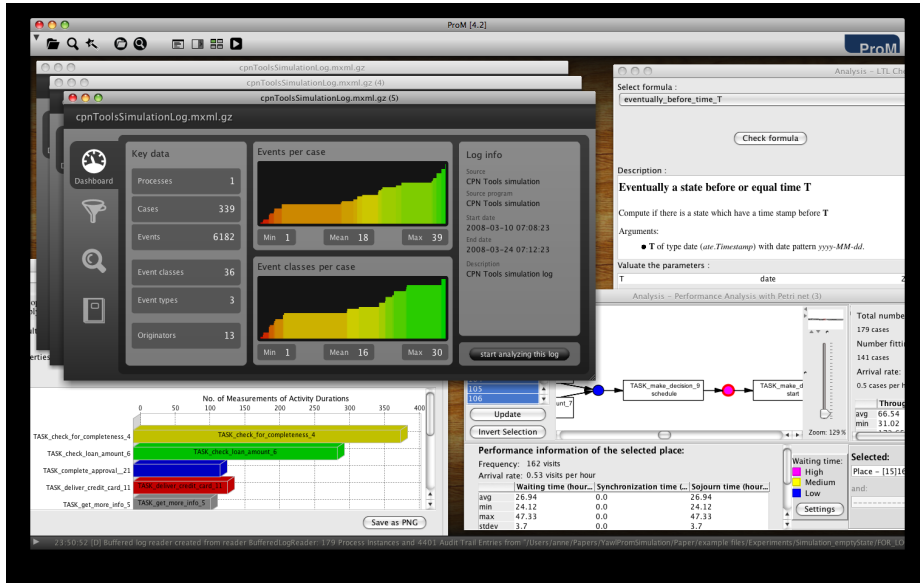 ProM [4.2]
ProM
cpnToolsSimulationLog.mxml.gz
cpnToolsSimulationLog.mxml.gz (4)
cpnToolsSimulationLog.mxml.gz (5)
cpnToolsSimulationLog.mxml.gz
Dashboard
Key data
Processes 1
Cases 339
Events 6182
Event classes 36
Event types 3
Originators 13
Events per case
Min 1 Mean 18 Max 39
Event classes per case
Min 1 Mean 16 Max 30
Log info
Source
CPN Tools simulation
Source program
CPN Tools simulation
Start date
2008-03-10 07:08:23
End date
2008-03-24 07:12:23
Description
CPN Tools simulation log
start analyzing this log
Analysis - LTL Che
Select formula :
eventually_before_time_T
Check formula
Description :
Eventually a state before or equal time T
Compute if there is a state which have a time stamp before T
Arguments:
• T of type date (ate.Timestamp) with date pattern yyyy-MM-dd.
Valuate the parameters :
T date 2
Analysis - Performance Analysis with Petri net (3)
TASK_make_decision_9
schedule
TASK_make_d
start
unt_7
105
106
Update
Invert Selection
Zoom: 129 %
Total numbe
179 cases
Number fittin
141 cases
Arrival rate:
0.5 cases per h
Throug
avg 66.54
min 31.02
Performance information of the selected place:
Frequency: 162 visits
Arrival rate: 0.53 visits per hour
Waiting time (hour... Synchronization time (... Sojourn time (hour...
avg 26.94 0.0 26.94
min 24.12 0.0 24.12
max 47.33 0.0 47.33
stdev 3.7 0.0 3.7
Waiting time:
High
Medium
Low
Settings
Selected:
Place - [15]16
and:
No. of Measurements of Activity Durations
0 50 100 150 200 250 300 350 400
TASK_check_for_completeness_4 TASK_check_for_completeness_4
TASK_check_loan_amount_6 TASK_check_loan_amount_6
TASK_complete_approval__21
TASK_deliver_credit_card_11 TASK_deliver_credit_card_11
TASK_get_more_info_5 TASK_get_more_info_5
Save as PNG
23:50:52 [D] Buffered log reader created from reader BufferedLogReader: 179 Process Instances and 4401 Audit Trail Entries from "/Users/anne/Papers/YawlPromSimulation/Paper/example files/Experiments/Simulation_emptyState/FOR_LO